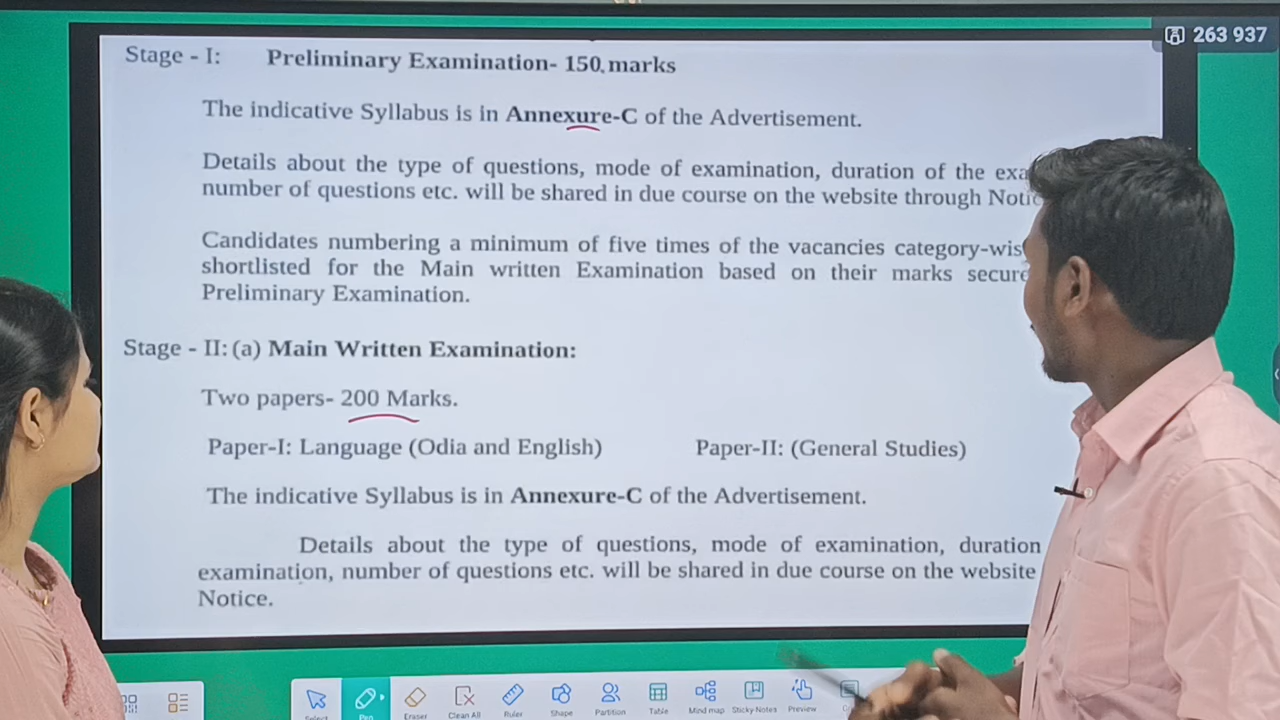 263 937
Stage - I: Preliminary Examination- 150 marks
The indicative Syllabus is in Annexure-C of the Advertisement.
Details about the type of questions, mode of examination, duration of the
number of questions etc. will be shared in due course on the website through
Candidates numbering a minimum of five times of the vacancies
shortlisted for the Main written Examination based on their marks
Preliminary Examination.
Stage - II: (a) Main Written Examination:
Two papers- 200 Marks.
Paper-I: Language (Odia and English) Paper-II: (General Studies)
The indicative Syllabus is in Annexure-C of the Advertisement.
Details about the type of questions, mode of examination, duration
examination, number of questions etc. will be shared in due course on the website
Notice.
Select Pen Eraser Clean All Ruler Shape Partition Table Mind map Sticky Notes Preview